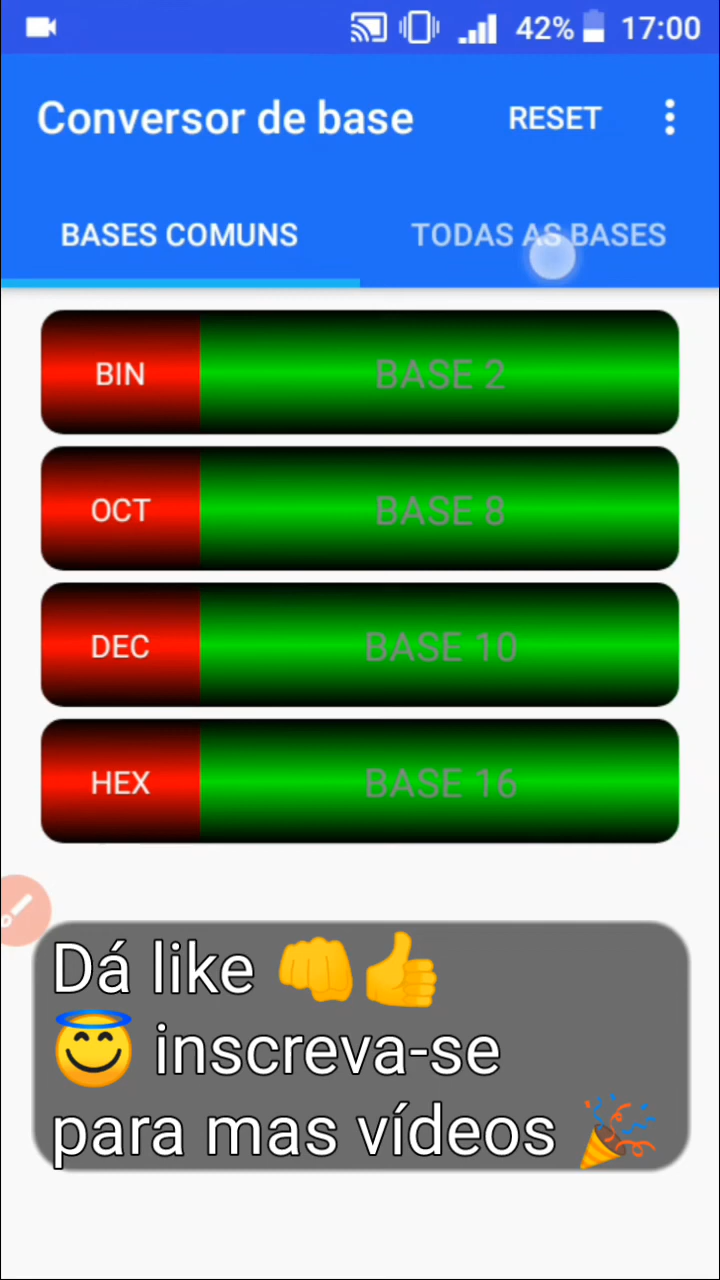 42% 17:00
Conversor de base RESET
BASES COMUNS TODAS AS BASES
BIN BASE 2
OCT BASE 8
DEC BASE 10
HEX BASE 16
Dá like 👊👍
😇 inscreva-se
para mas vídeos 🎉